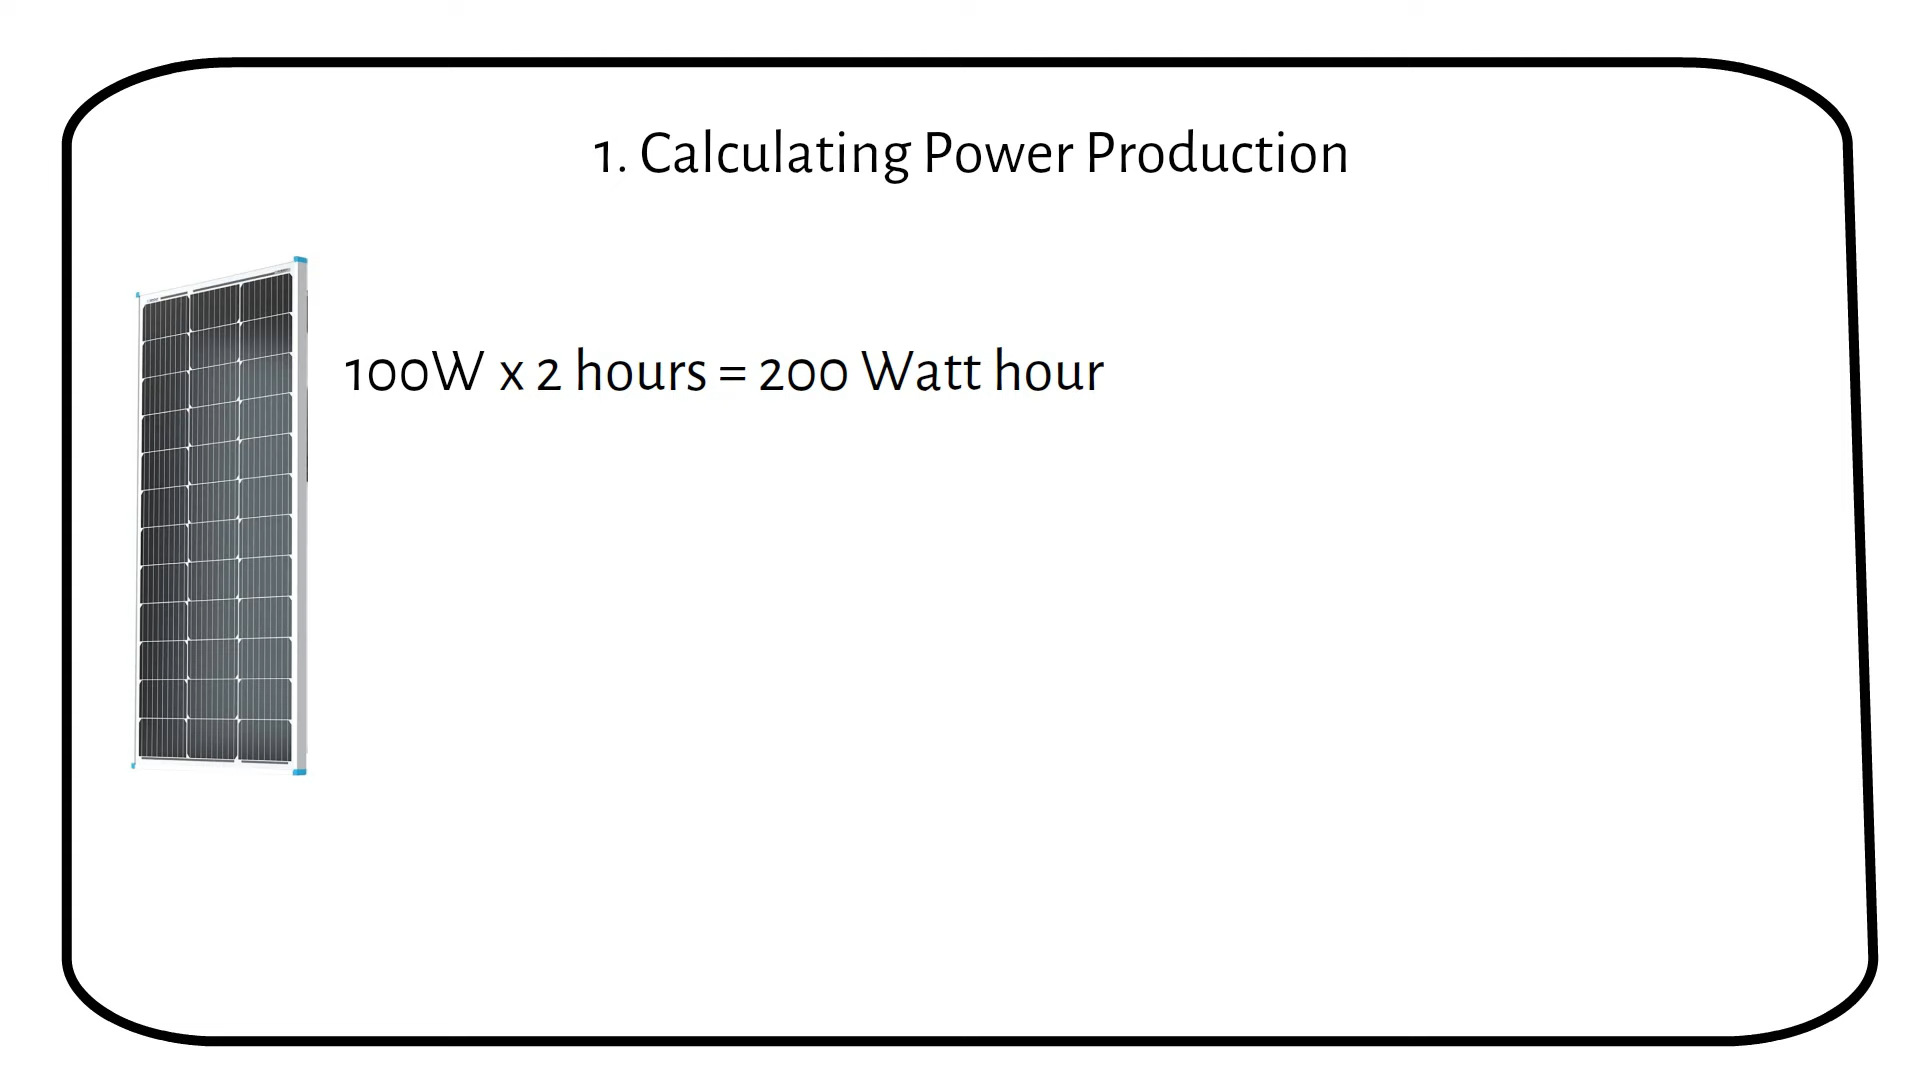 1. Calculating Power Production
100W x 2 hours = 200 Watt hour